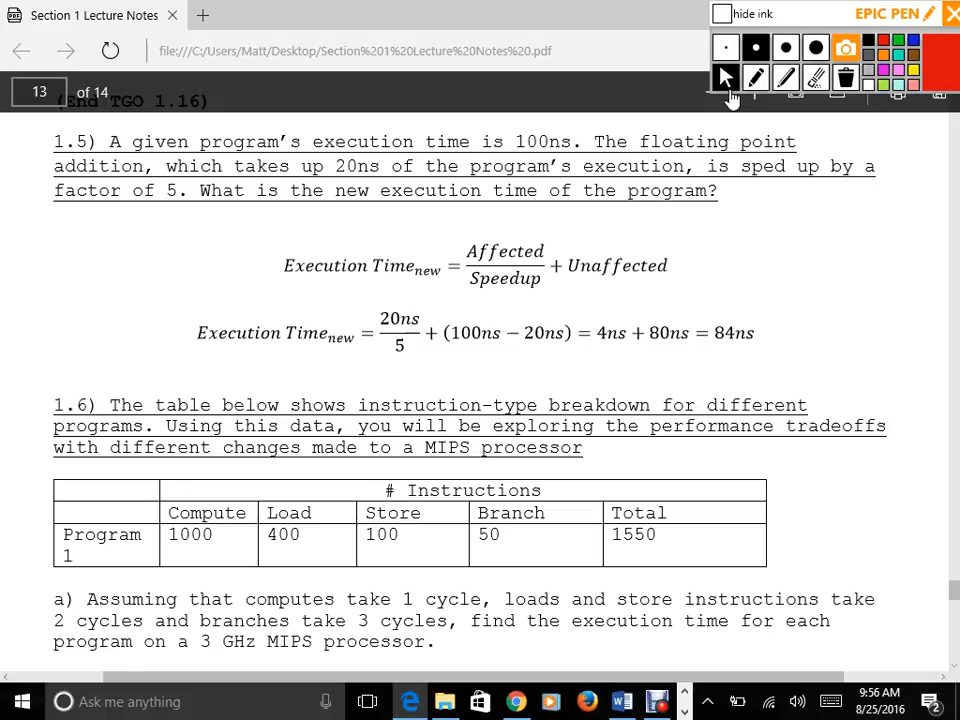 Section 1 Lecture Notes
hide ink
EPIC PEN
file:///C:/Users/Matt/Desktop/Section%201%20Lecture%20Notes%20.pdf
13 of 14
(End TGO 1.16)
1.5) A given program's execution time is 100ns. The floating point
addition, which takes up 20ns of the program's execution, is sped up by a
factor of 5. What is the new execution time of the program?
Execution Time_new = Affected/Speedup + Unaffected
Execution Time_new = 20ns/5 + (100ns − 20ns) = 4ns + 80ns = 84ns
1.6) The table below shows instruction-type breakdown for different
programs. Using this data, you will be exploring the performance tradeoffs
with different changes made to a MIPS processor
# Instructions
Compute Load Store Branch Total
Program 1 1000 400 100 50 1550
a) Assuming that computes take 1 cycle, loads and store instructions take
2 cycles and branches take 3 cycles, find the execution time for each
program on a 3 GHz MIPS processor.
Ask me anything
9:56 AM
8/25/2016
2